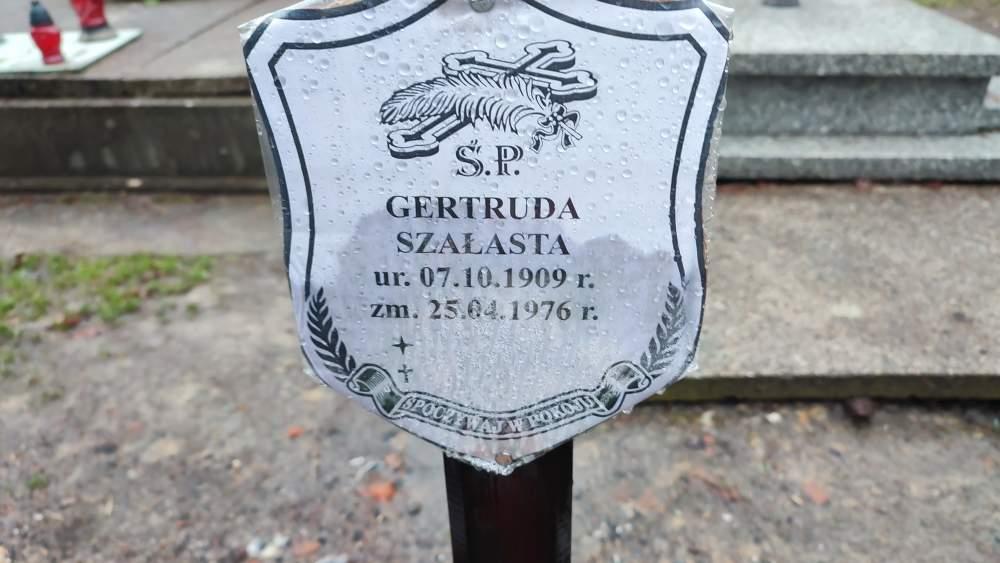 Ś.P.
GERTRUDA
SZAŁASTA
ur. 07.10.1909 r.
zm. 25.04.1976 r.
SPOCZYWAJ W POKOJU